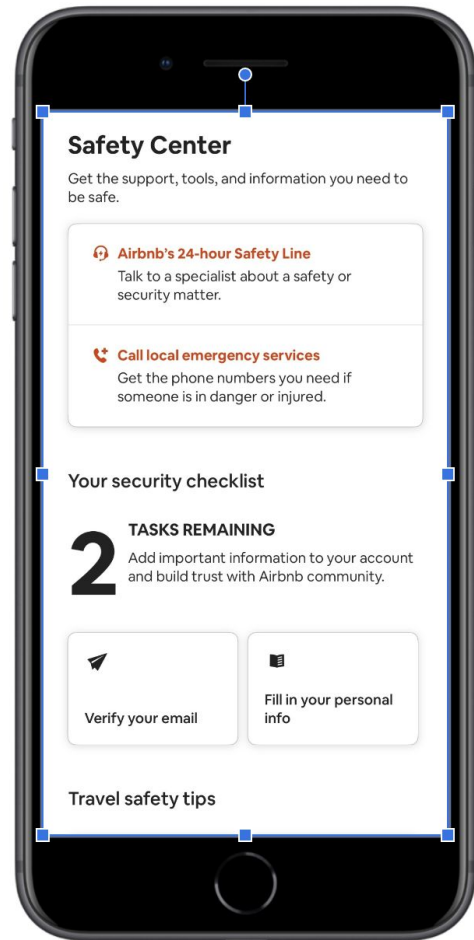 Safety Center
Get the support, tools, and information you need to
be safe.
Airbnb's 24-hour Safety Line
Talk to a specialist about a safety or
security matter.
Call local emergency services
Get the phone numbers you need if
someone is in danger or injured.
Your security checklist
2
TASKS REMAINING
Add important information to your account
and build trust with Airbnb community.
Verify your email
Fill in your personal
info
Travel safety tips